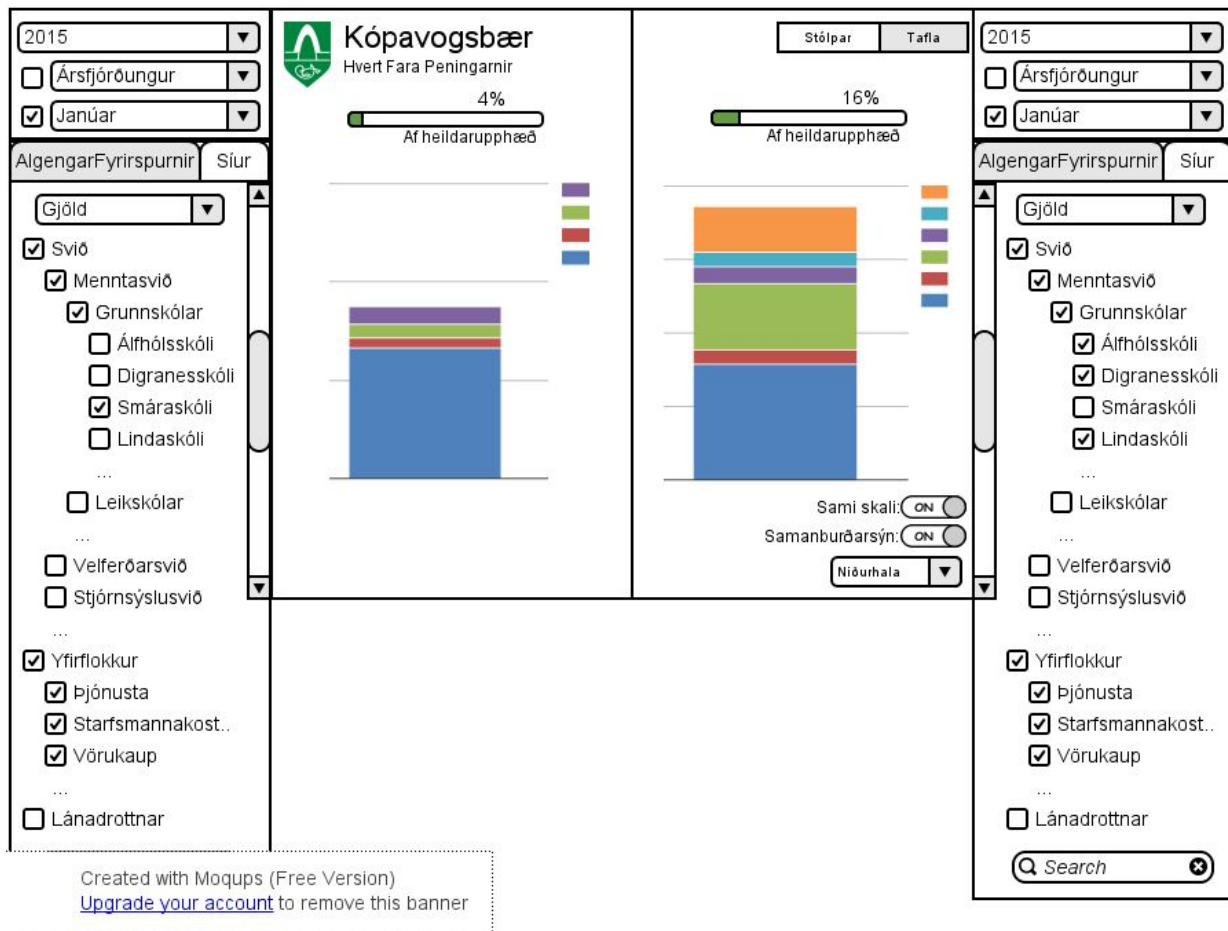 2015
Ársfjórðungur
Janúar
AlgengarFyrirspurnir
Síur
Gjöld
Svið
Menntasvið
Grunnskólar
Álfhólsskóli
Digranesskóli
Smáraskóli
Lindaskóli
...
Leikskólar
...
Velferðarsvið
Stjórnsýslusvið
...
Yfirflokkur
Þjónusta
Starfsmannakost..
Vörukaup
...
Lánadrottnar
Kópavogsbær
Hvert Fara Peningarnir
4%
Af heildarupphæð
Stólpar
Tafla
16%
Af heildarupphæð
Sami skali: ON
Samanburðarsýn: ON
Niðurhala
2015
Ársfjórðungur
Janúar
AlgengarFyrirspurnir
Síur
Gjöld
Svið
Menntasvið
Grunnskólar
Álfhólsskóli
Digranesskóli
Smáraskóli
Lindaskóli
...
Leikskólar
...
Velferðarsvið
Stjórnsýslusvið
...
Yfirflokkur
Þjónusta
Starfsmannakost..
Vörukaup
...
Lánadrottnar
Search
Created with Moqups (Free Version)
Upgrade your account to remove this banner